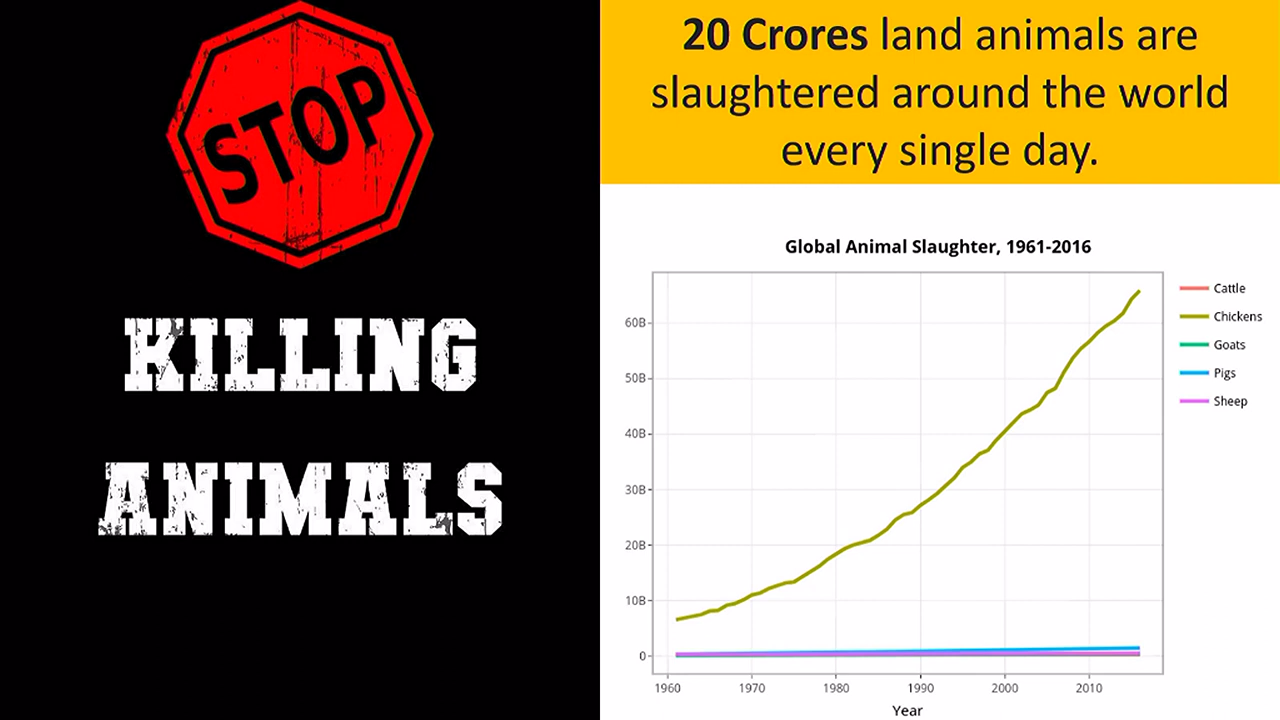 STOP
KILLING
ANIMALS
20 Crores land animals are
slaughtered around the world
every single day.
Global Animal Slaughter, 1961-2016
60B
50B
40B
30B
20B
10B
0
1960 1970 1980 1990 2000 2010
Year
Cattle
Chickens
Goats
Pigs
Sheep